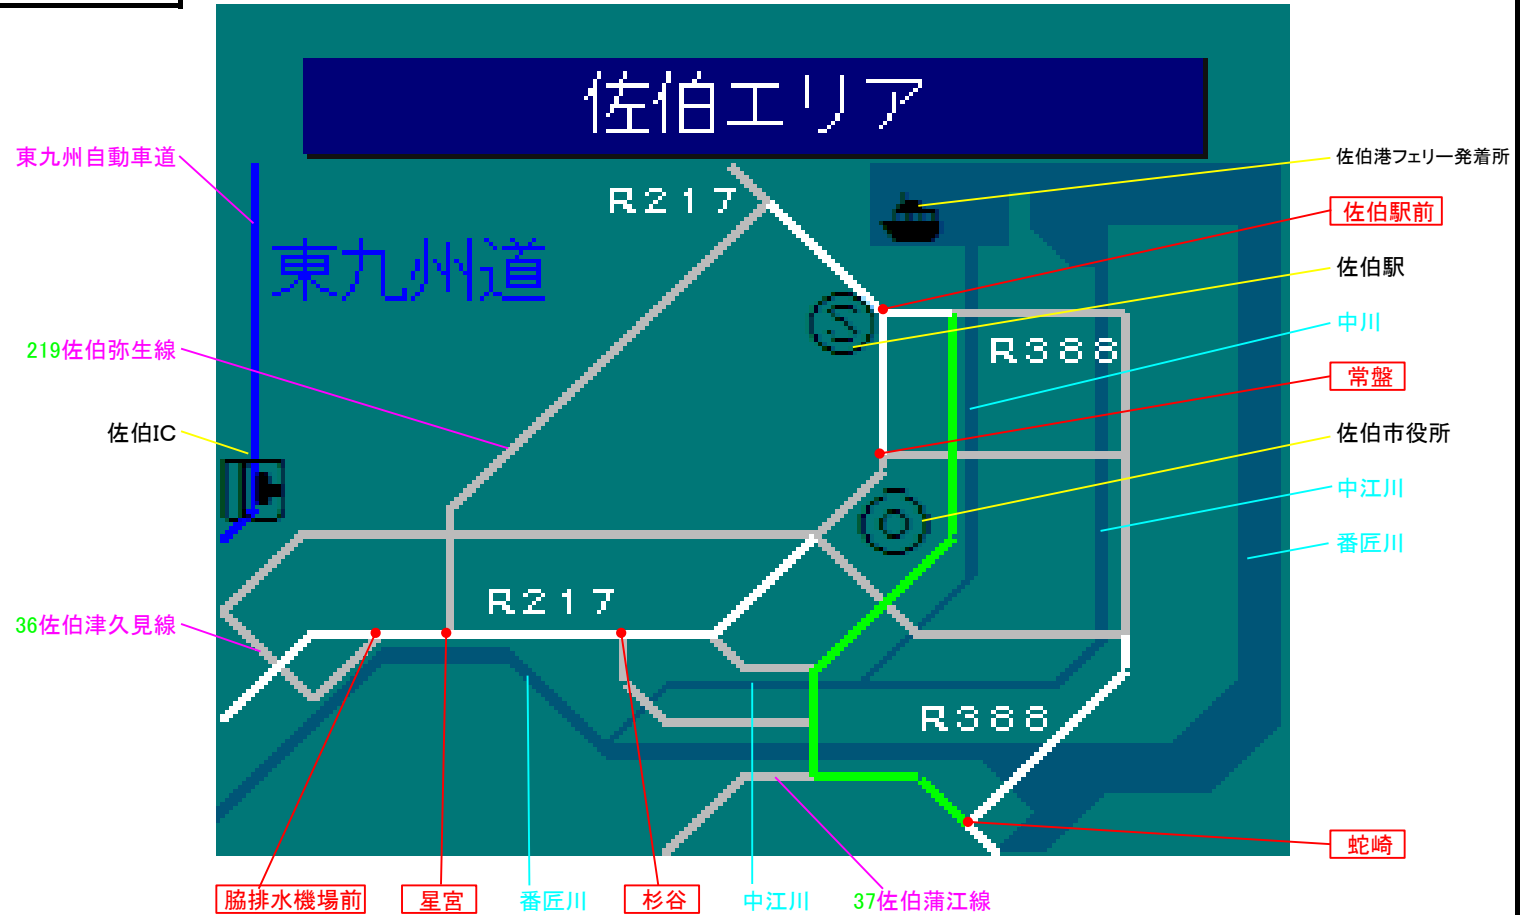 佐伯エリア
東九州自動車道
佐伯港フェリー発着所
R217
佐伯駅前
東九州道
佐伯駅
中川
219佐伯弥生線
R388
常盤
佐伯IC
佐伯市役所
中江川
番匠川
R217
36佐伯津久見線
R388
蛇崎
脇排水機場前
星宮
番匠川
杉谷
中江川
37佐伯蒲江線